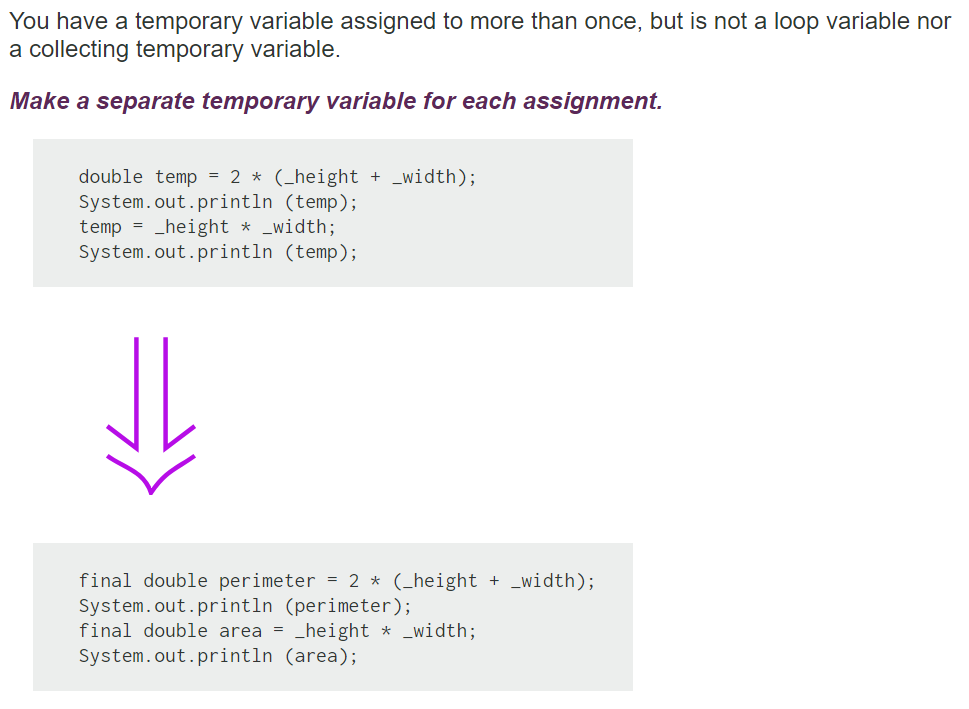 You have a temporary variable assigned to more than once, but is not a loop variable nor
a collecting temporary variable.
Make a separate temporary variable for each assignment.
double temp = 2 * (_height + _width);
System.out.println (temp);
temp = _height * _width;
System.out.println (temp);
final double perimeter = 2 * (_height + _width);
System.out.println (perimeter);
final double area = _height * _width;
System.out.println (area);